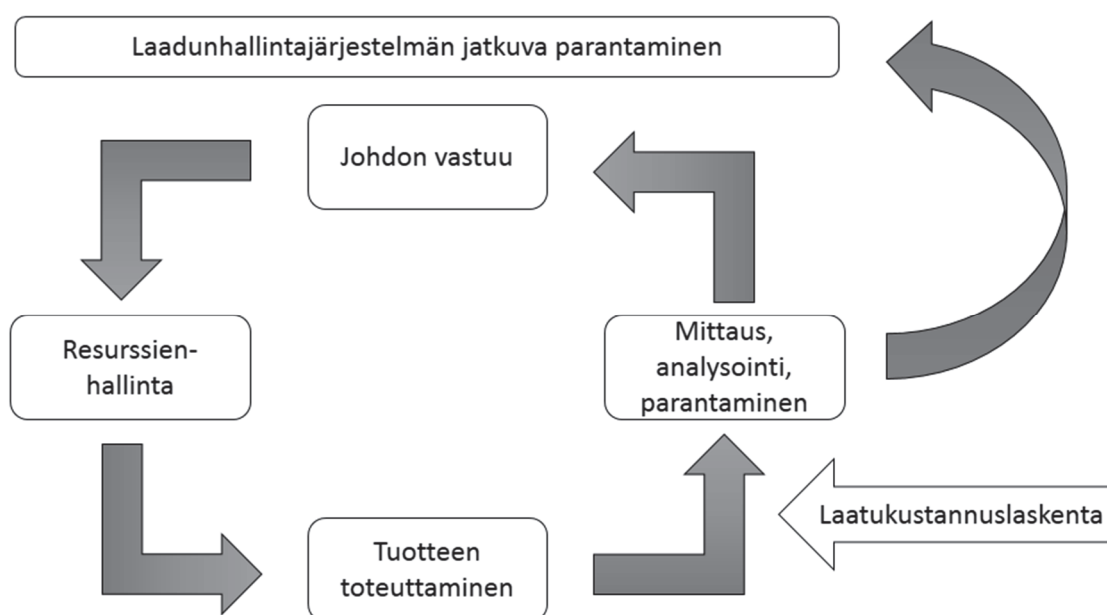 Laadunhallintajärjestelmän jatkuva parantaminen
Johdon vastuu
Resurssien-
hallinta
Mittaus,
analysointi,
parantaminen
Laatukustannuslaskenta
Tuotteen
toteuttaminen